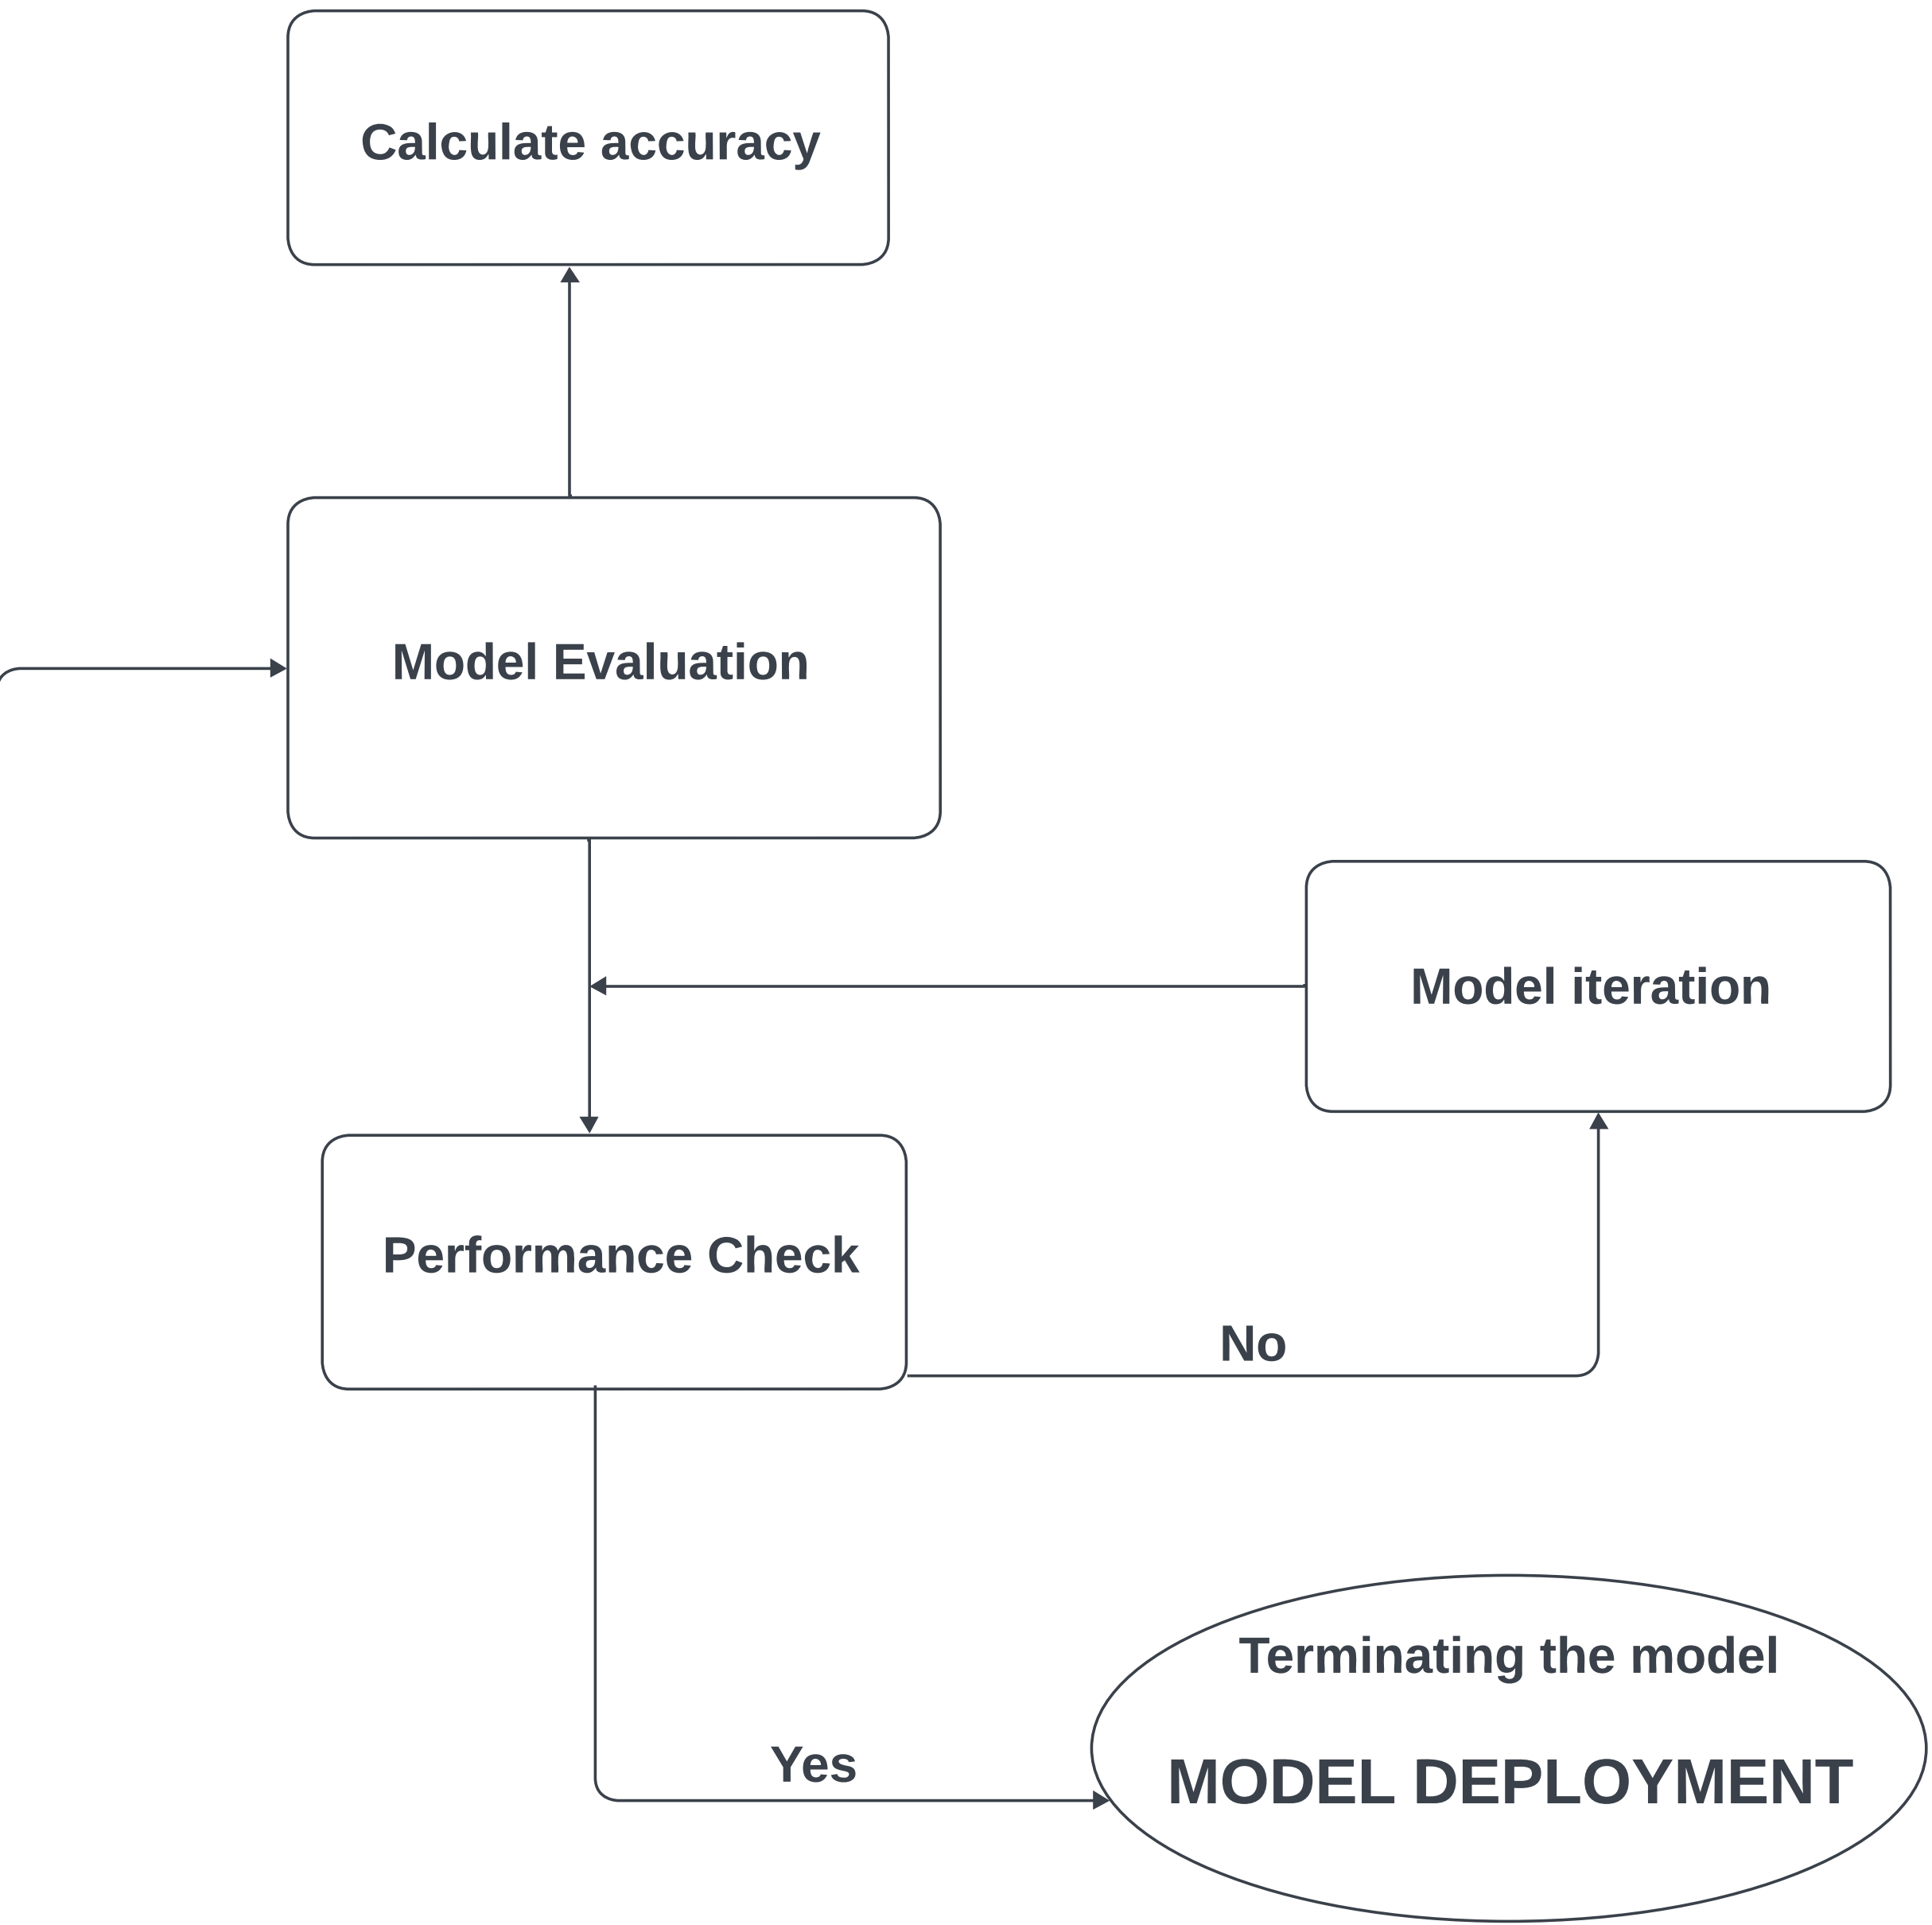 Calculate accuracy
Model Evaluation
Model iteration
Performance Check
No
Terminating the model
Yes
MODEL DEPLOYMENT